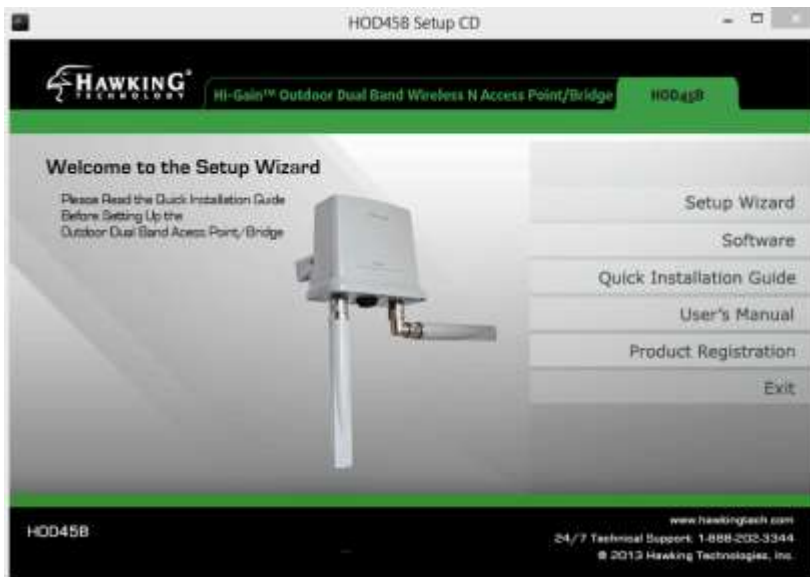 HOD45B Setup CD
HAWKING
TECHNOLOGY
Hi-Gain™ Outdoor Dual Band Wireless N Access Point/Bridge
HOD45B
Welcome to the Setup Wizard
Please Read the Quick Installation Guide
Before Setting Up the
Outdoor Dual Band Acess Point/Bridge
Setup Wizard
Software
Quick Installation Guide
User's Manual
Product Registration
Exit
HOD45B
www.hawkingtech.com
24/7 Technical Support: 1-888-202-3344
© 2013 Hawking Technologies, Inc.